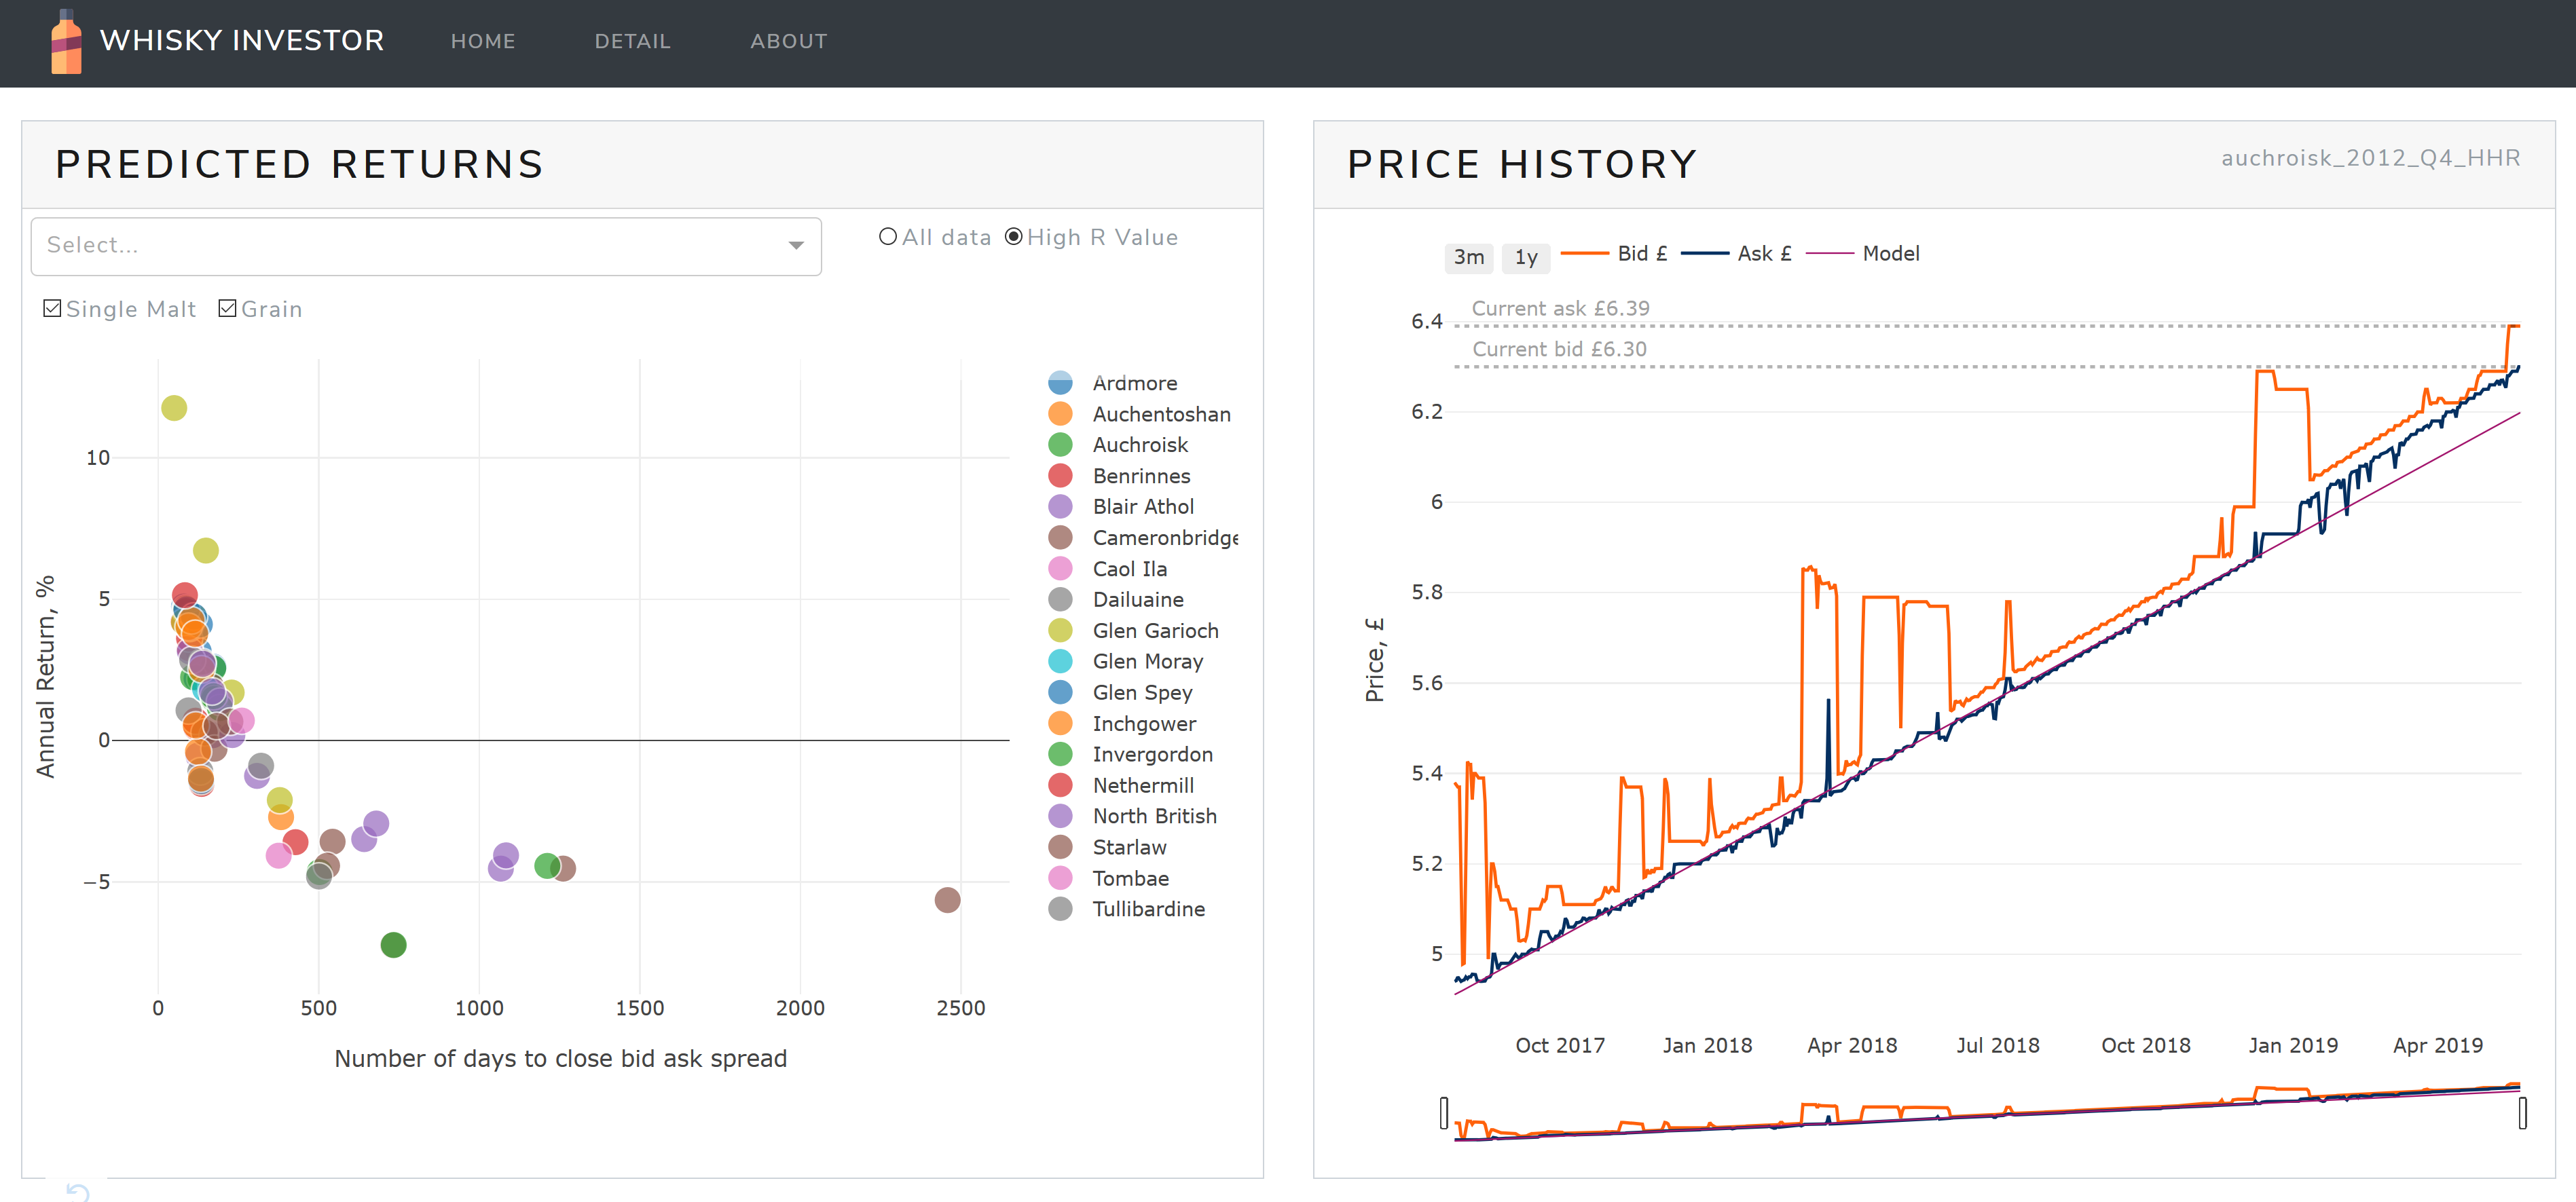 WHISKY INVESTOR HOME DETAIL ABOUT
PREDICTED RETURNS
Select...
All data High R Value
Single Malt Grain
Annual Return, %
10
5
0
−5
0 500 1000 1500 2000 2500
Number of days to close bid ask spread
Ardmore
Auchentoshan
Auchroisk
Benrinnes
Blair Athol
Cameronbridge
Caol Ila
Dailuaine
Glen Garioch
Glen Moray
Glen Spey
Inchgower
Invergordon
Nethermill
North British
Starlaw
Tombae
Tullibardine
PRICE HISTORY
auchroisk_2012_Q4_HHR
3m 1y Bid £ Ask £ Model
Current ask £6.39
Current bid £6.30
Price, £
6.4
6.2
6
5.8
5.6
5.4
5.2
5
Oct 2017 Jan 2018 Apr 2018 Jul 2018 Oct 2018 Jan 2019 Apr 2019